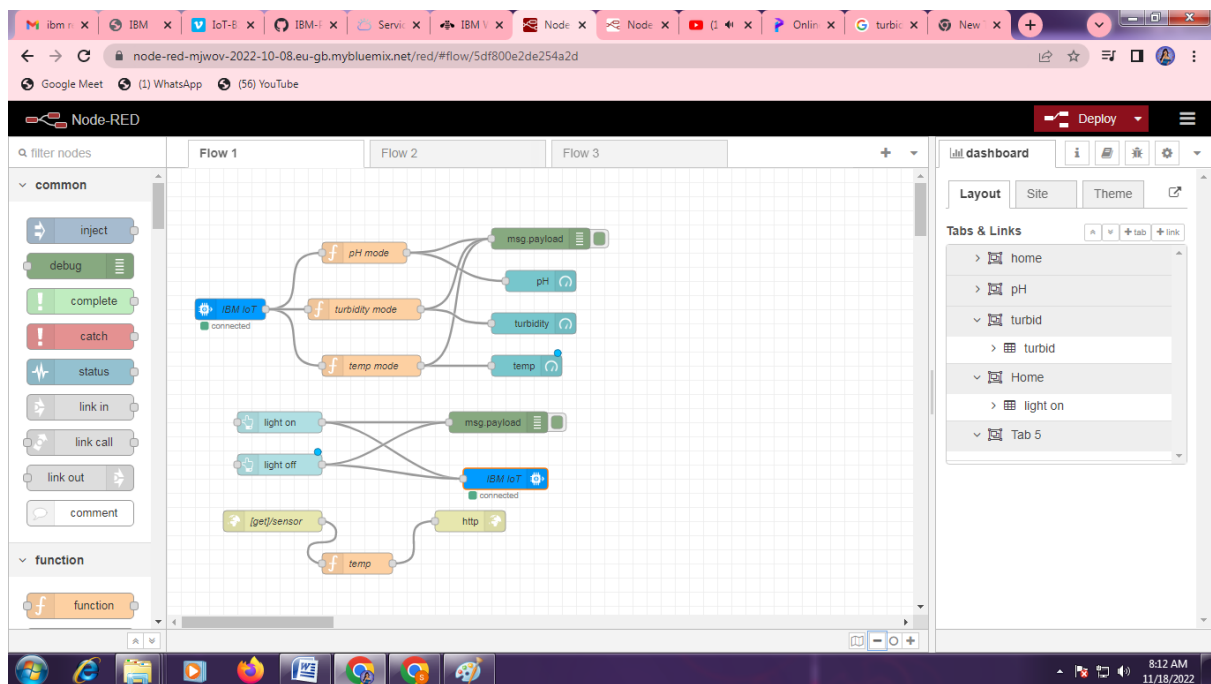 ibm n IBM IoT-B IBM-E Servic IBM W Node Node (1 Onlin turbic New
node-red-mjwov-2022-10-08.eu-gb.mybluemix.net/red/#flow/5df800e2de254a2d
Google Meet (1) WhatsApp (56) YouTube
Node-RED Deploy
filter nodes Flow 1 Flow 2 Flow 3 dashboard i
common
Layout Site Theme
inject
debug
complete
catch
status
link in
link call
link out
comment
function
function
pH mode msg.payload
pH
IBM IoT turbidity mode turbidity
connected
temp mode temp
light on msg.payload
light off
IBM IoT
connected
[get]/sensor http
temp
Tabs & Links tab link
home
pH
turbid
turbid
Home
light on
Tab 5
8:12 AM
11/18/2022